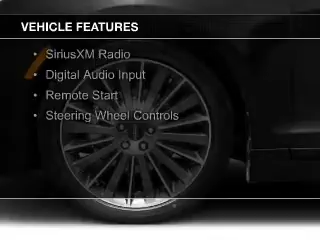 VEHICLE FEATURES
• SiriusXM Radio
• Digital Audio Input
• Remote Start
• Steering Wheel Controls